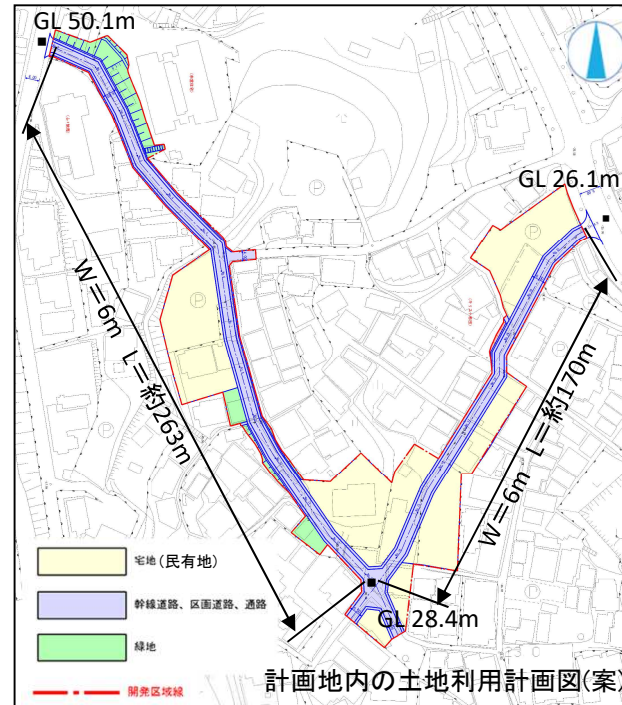 GL 50.1m
GL 26.1m
W=6m L=約263m
W=6m L=約170m
GL 28.4m
宅地(民有地)
幹線道路、区画道路、通路
緑地
開発区域線
計画地内の土地利用計画図(案)